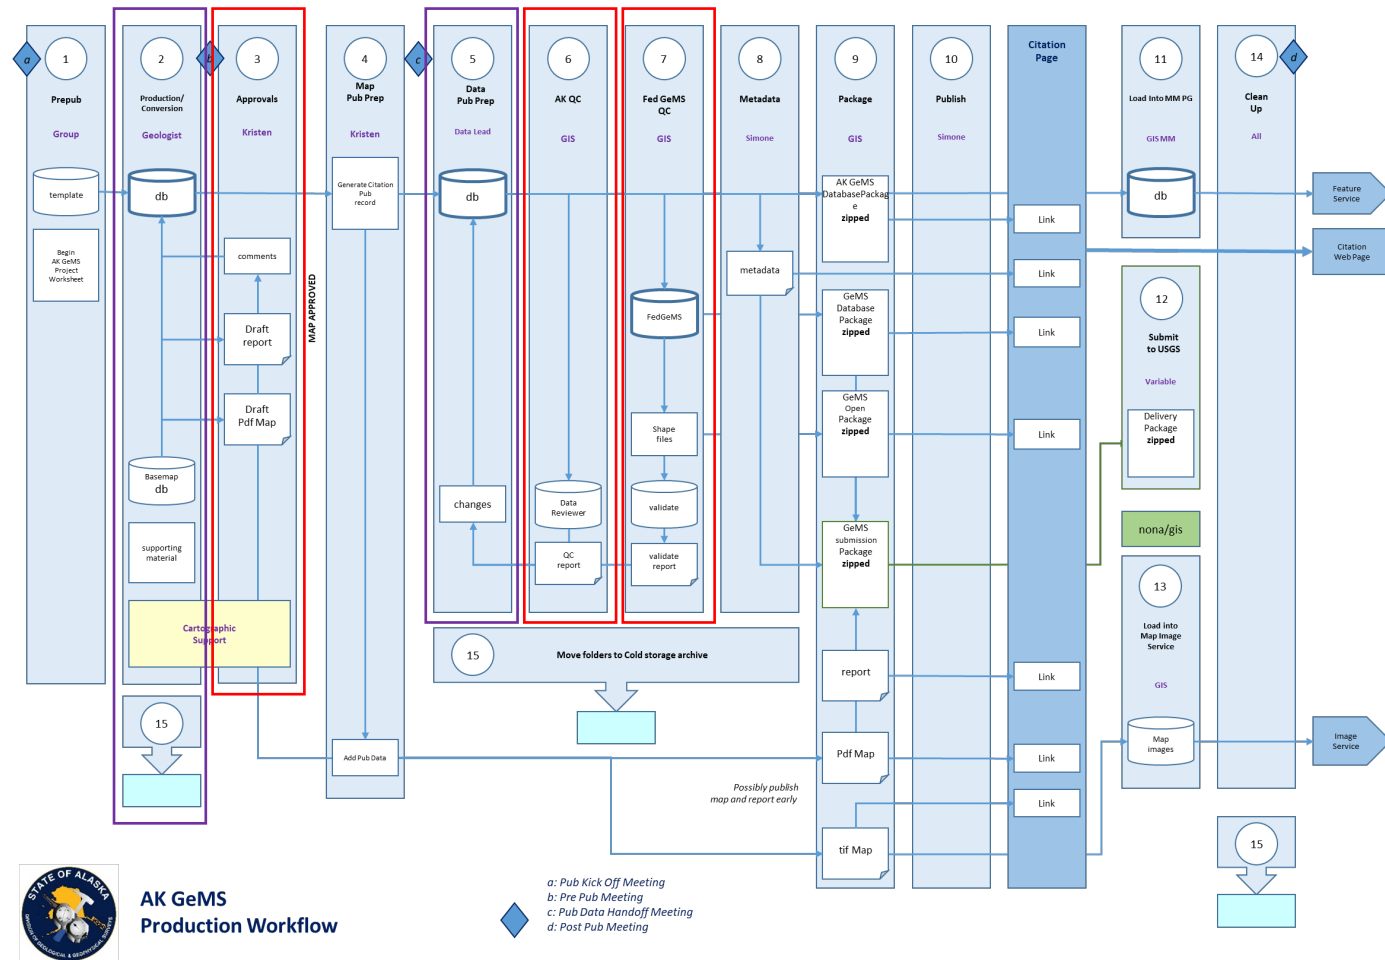 a
1
Prepub
Group
template
Begin
AK GeMS
Project
Worksheet
2
Production/
Conversion
Geologist
db
Basemap
db
supporting
material
Cartographic
Support
15
b
3
Approvals
Kristen
comments
Draft
report
Draft
Pdf Map
MAP APPROVED
4
Map
Pub Prep
Kristen
Generate Citation
Pub
record
Add Pub Data
c
5
Data
Pub Prep
Data Lead
db
changes
6
AK QC
GIS
Data
Reviewer
QC
report
7
Fed GeMS
QC
GIS
FedGeMS
Shape
files
validate
validate
report
8
Metadata
Simone
metadata
15
Move folders to Cold storage archive
Possibly publish
map and report early
9
Package
GIS
AK GeMS
DatabasePackag
e
zipped
GeMS
Database
Package
zipped
GeMS
Open
Package
zipped
GeMS
submission
Package
zipped
report
Pdf Map
tif Map
10
Publish
Simone
Citation
Page
Link
Link
Link
Link
Link
Link
Link
11
Load Into MM PG
GIS MM
db
12
Submit
to USGS
Variable
Delivery
Package
zipped
nona/gis
13
Load into
Map Image
Service
GIS
Map
images
14
d
Clean
Up
All
15
Feature
Service
Citation
Web Page
Image
Service
STATE OF ALASKA
DIVISION OF GEOLOGICAL & GEOPHYSICAL SURVEYS
AK GeMS
Production Workflow
a: Pub Kick Off Meeting
b: Pre Pub Meeting
c: Pub Data Handoff Meeting
d: Post Pub Meeting